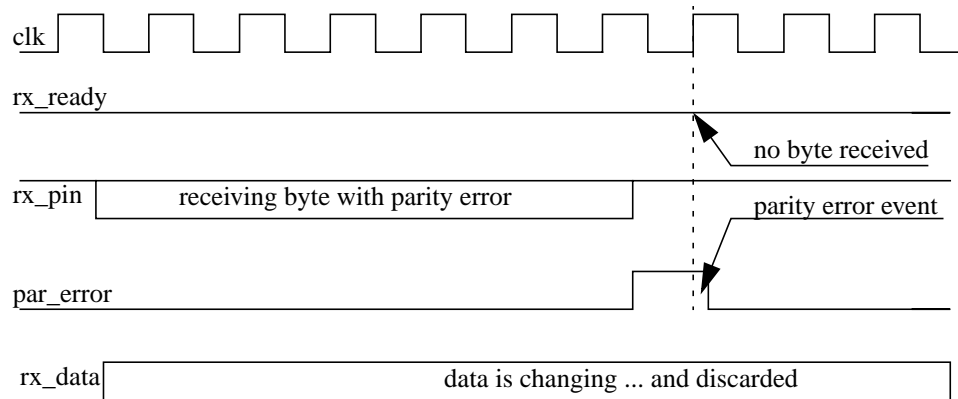 clk
rx_ready
no byte received
rx_pin
receiving byte with parity error
parity error event
par_error
rx_data
data is changing ... and discarded